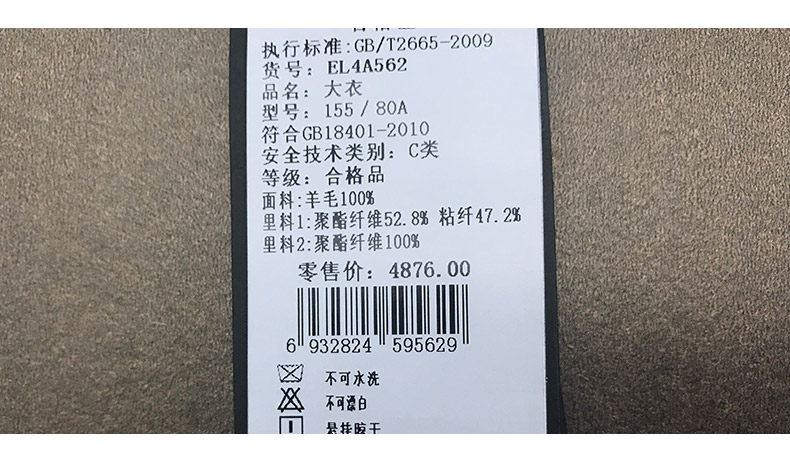 执行标准:GB/T2665-2009
货号: EL4A562
品名: 大衣
型号: 155/80A
符合GB18401-2010
安全技术类别: C类
等级: 合格品
面料:羊毛100%
里料1:聚酯纤维52.8% 粘纤47.2%
里料2:聚酯纤维100%
零售价: 4876.00
6 932824 595629
不可水洗
不可漂白
悬挂晾干